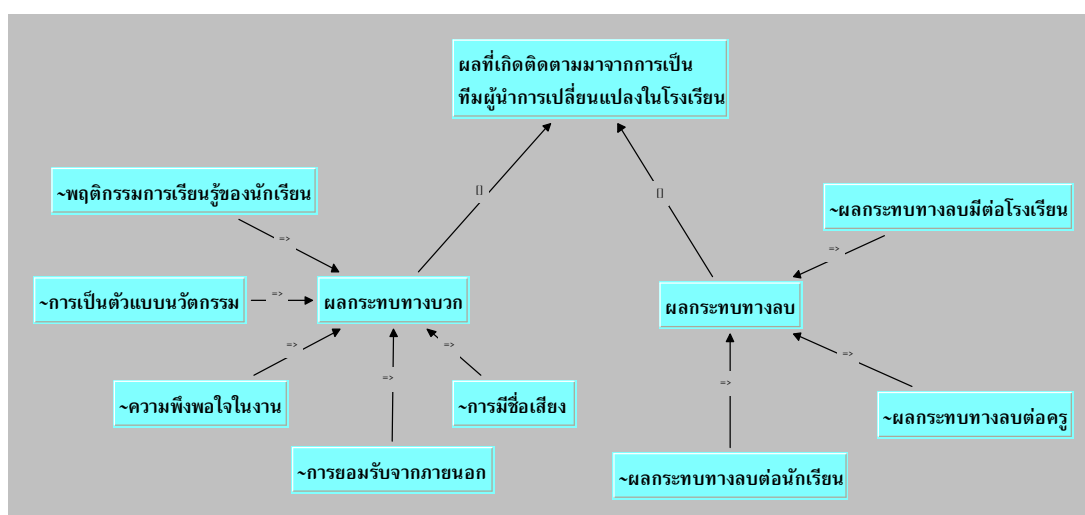 ผลที่เกิดติดตามมาจากการเป็น
ทีมผู้นำการเปลี่ยนแปลงในโรงเรียน
[]
[]
~พฤติกรรมการเรียนรู้ของนักเรียน
~ผลกระทบทางลบมีต่อโรงเรียน
=>
=>
~การเป็นตัวแบบนวัตกรรม
=>
ผลกระทบทางบวก
ผลกระทบทางลบ
=>
=>
=>
=>
=>
~ความพึงพอใจในงาน
~การมีชื่อเสียง
~ผลกระทบทางลบต่อครู
~การยอมรับจากภายนอก
~ผลกระทบทางลบต่อนักเรียน